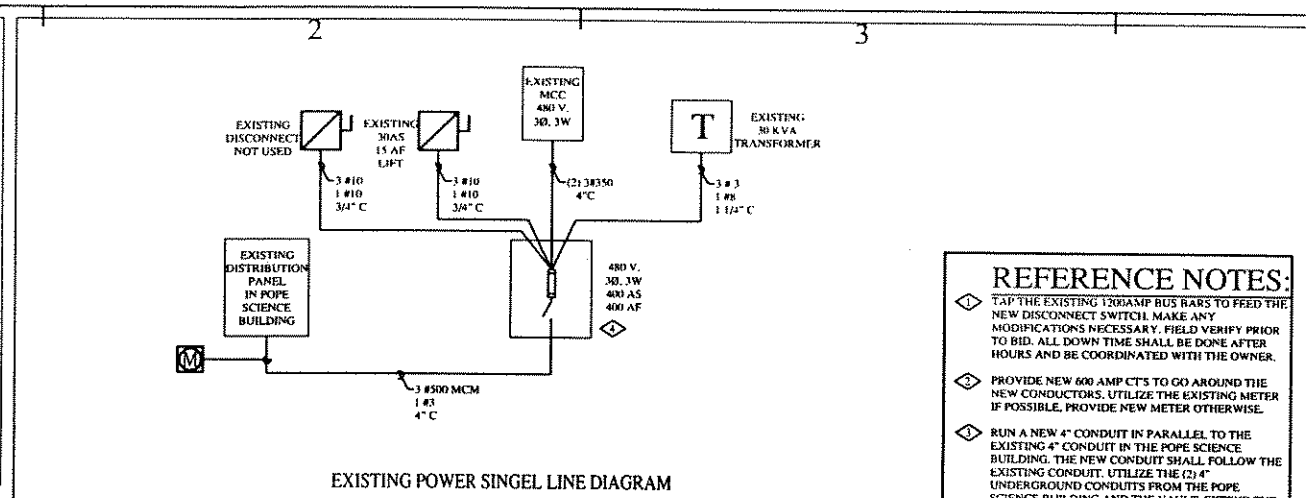 2
3
EXISTING
DISCONNECT
NOT USED
EXISTING
30AS
15 AF
LIFT
EXISTING
MCC
480 V.
3Ø, 3W
T
EXISTING
30 KVA
TRANSFORMER
3 #10
1 #10
3/4" C
3 #10
1 #10
3/4" C
(2) 3#350
4"C
3 # 3
1 #8
1 1/4" C
EXISTING
DISTRIBUTION
PANEL
IN POPE
SCIENCE
BUILDING
480 V.
3Ø, 3W
400 AS
400 AF
4
M
3 #500 MCM
1 #3
4" C
EXISTING POWER SINGEL LINE DIAGRAM
REFERENCE NOTES:
1 TAP THE EXISTING 1200AMP BUS BARS TO FEED THE
NEW DISCONNECT SWITCH. MAKE ANY
MODIFICATIONS NECESSARY. FIELD VERIFY PRIOR
TO BID. ALL DOWN TIME SHALL BE DONE AFTER
HOURS AND BE COORDINATED WITH THE OWNER.
2 PROVIDE NEW 600 AMP CT'S TO GO AROUND THE
NEW CONDUCTORS. UTILIZE THE EXISTING METER
IF POSSIBLE, PROVIDE NEW METER OTHERWISE.
3 RUN A NEW 4" CONDUIT IN PARALLEL TO THE
EXISTING 4" CONDUIT IN THE POPE SCIENCE
BUILDING. THE NEW CONDUIT SHALL FOLLOW THE
EXISTING CONDUIT. UTILIZE THE (2) 4"
UNDERGROUND CONDUITS FROM THE POPE
SCIENCE BUILDING AND THE VAULT.